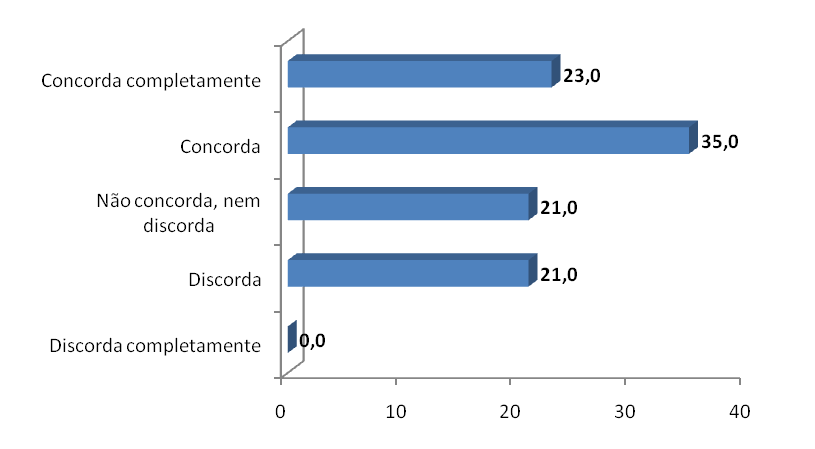 Concorda completamente
23,0
Concorda
35,0
Não concorda, nem
discorda
21,0
Discorda
21,0
Discorda completamente
0,0
0
10
20
30
40